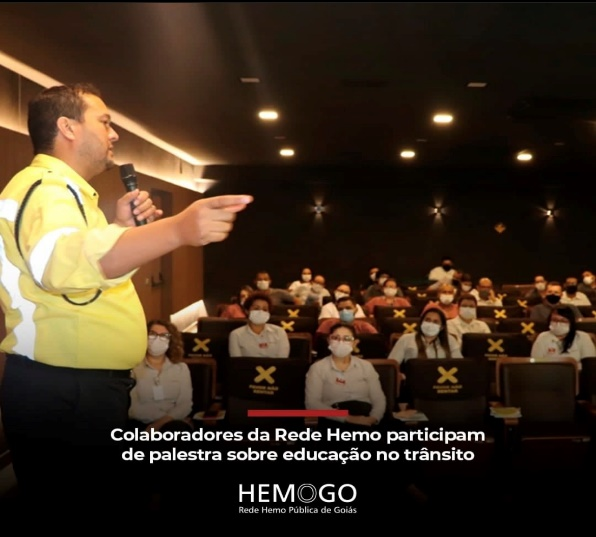 Colaboradores da Rede Hemo participam
de palestra sobre educação no trânsito
HEMOGO
Rede Hemo Pública de Goiás